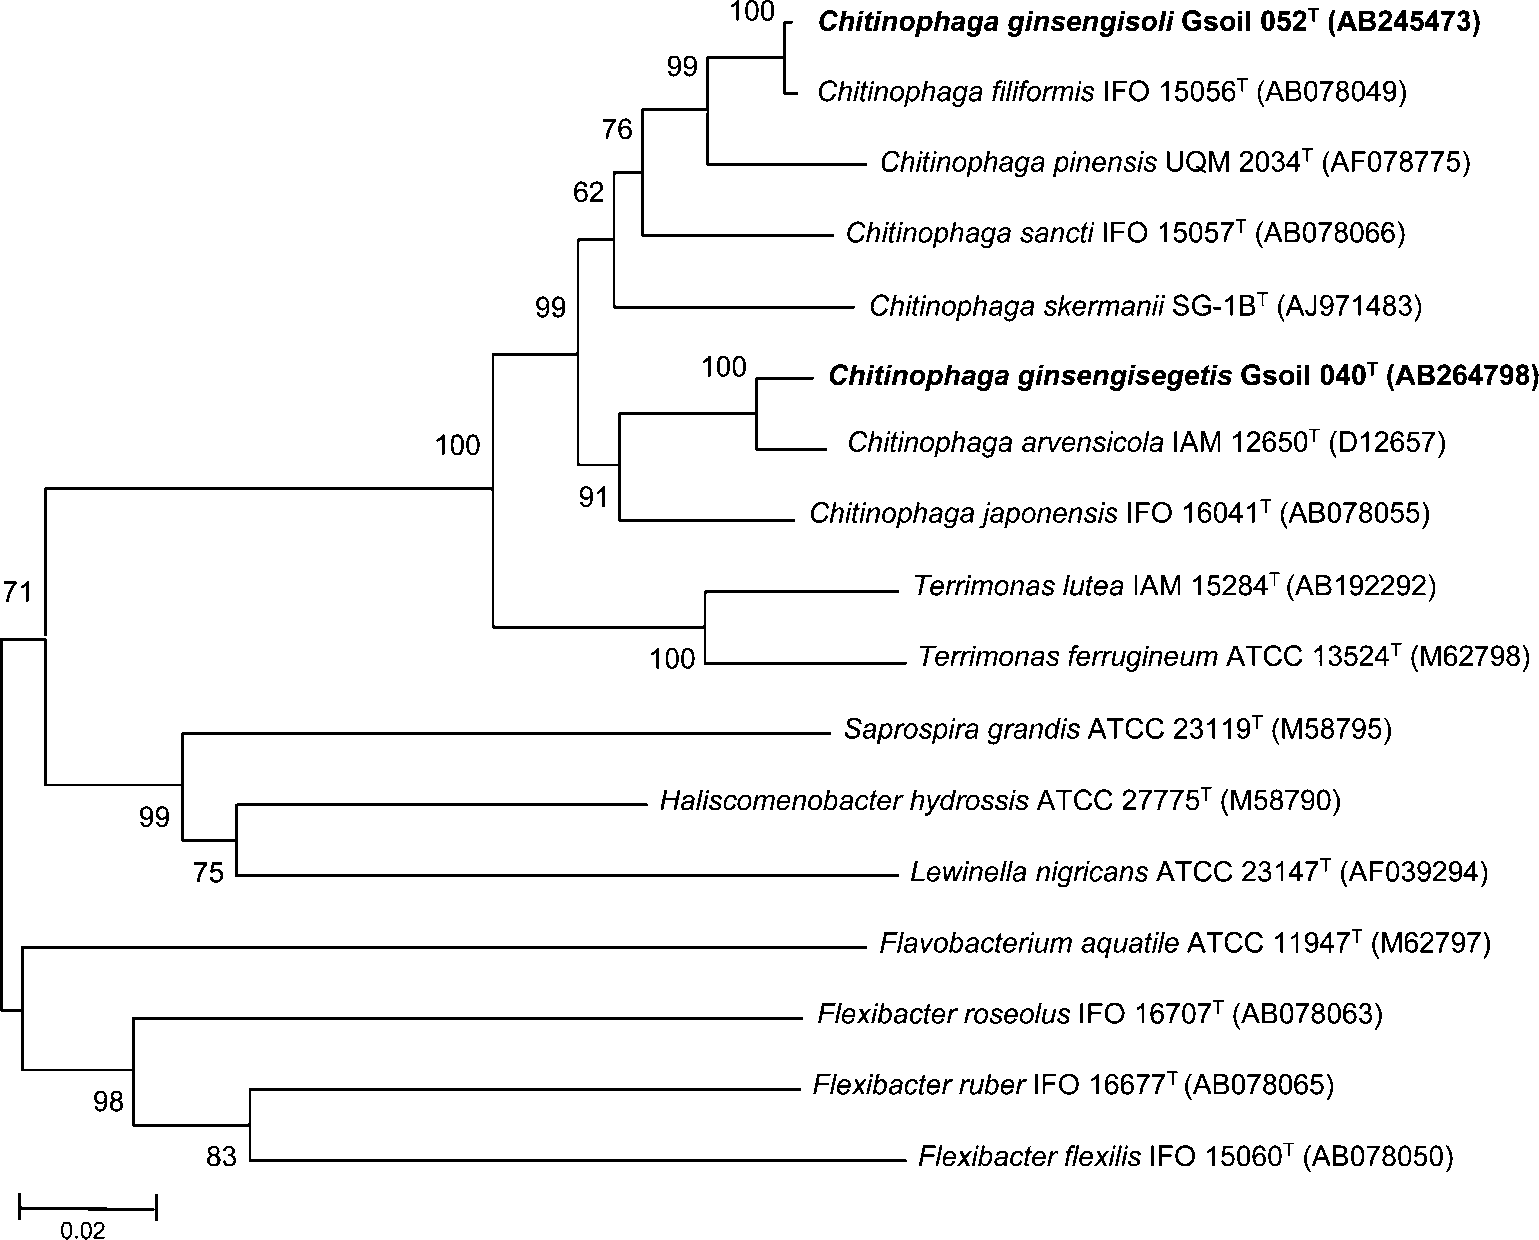 100
Chitinophaga ginsengisoli Gsoil 052T (AB245473)
99
Chitinophaga filiformis IFO 15056T (AB078049)
76
Chitinophaga pinensis UQM 2034T (AF078775)
62
Chitinophaga sancti IFO 15057T (AB078066)
99
Chitinophaga skermanii SG-1BT (AJ971483)
100
Chitinophaga ginsengisegetis Gsoil 040T (AB264798)
100
Chitinophaga arvensicola IAM 12650T (D12657)
91
Chitinophaga japonensis IFO 16041T (AB078055)
71
Terrimonas lutea IAM 15284T (AB192292)
100
Terrimonas ferrugineum ATCC 13524T (M62798)
Saprospira grandis ATCC 23119T (M58795)
99
Haliscomenobacter hydrossis ATCC 27775T (M58790)
75
Lewinella nigricans ATCC 23147T (AF039294)
Flavobacterium aquatile ATCC 11947T (M62797)
Flexibacter roseolus IFO 16707T (AB078063)
98
Flexibacter ruber IFO 16677T (AB078065)
83
Flexibacter flexilis IFO 15060T (AB078050)
0.02